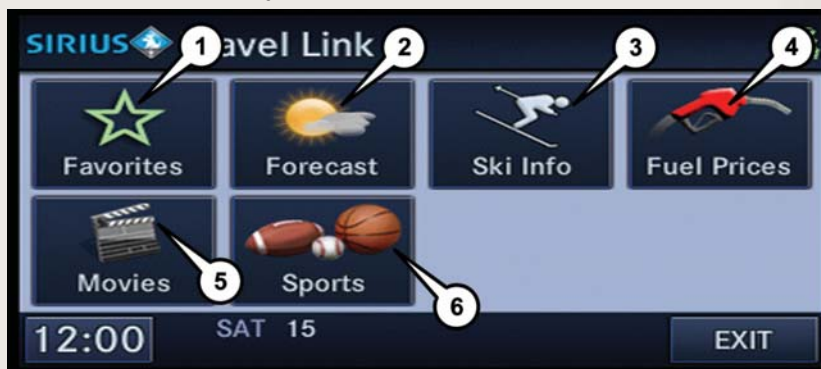 SIRIUS avel Link
1 2 3 4
Favorites Forecast Ski Info Fuel Prices
Movies Sports
5 6
12:00 SAT 15 EXIT